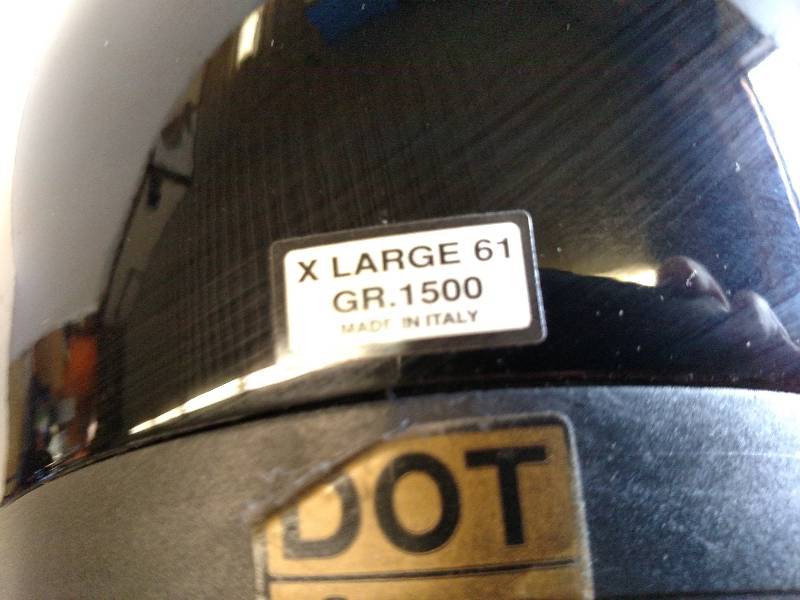 X LARGE 61
GR.1500
MADE IN ITALY
DOT